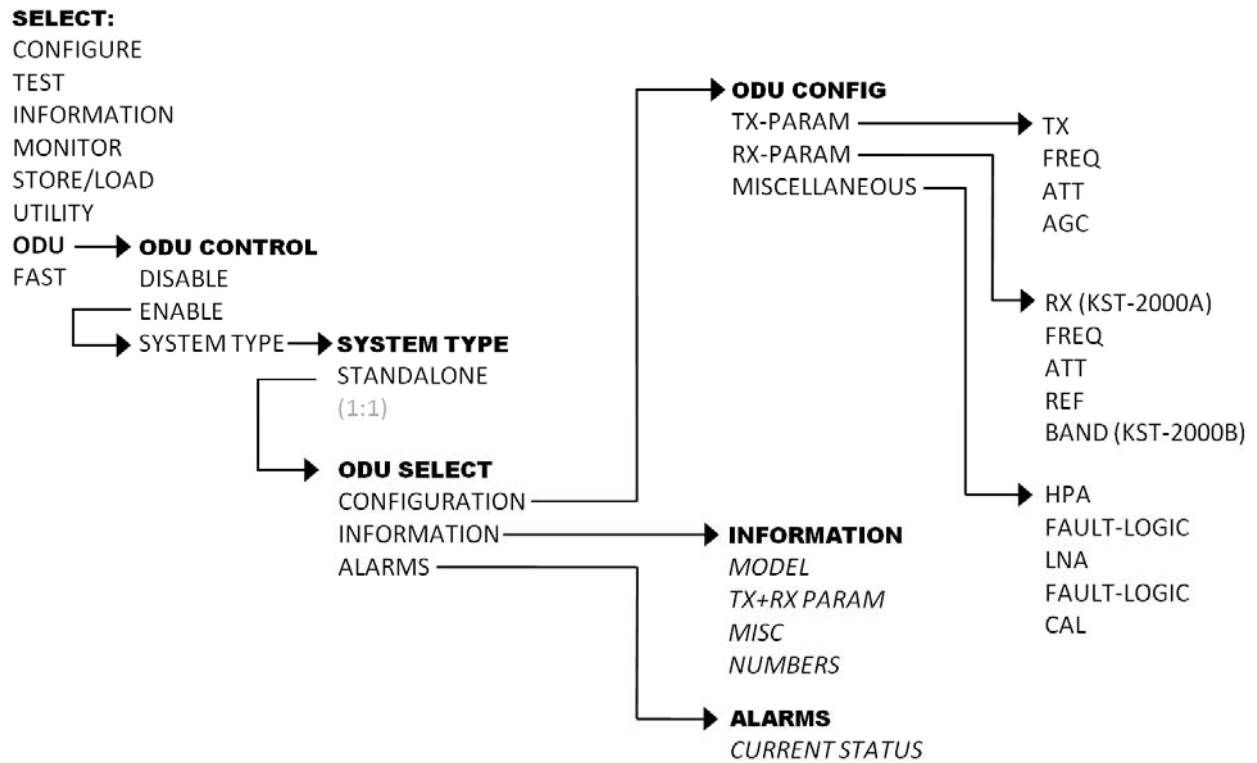 SELECT:
CONFIGURE
TEST
INFORMATION
MONITOR
STORE/LOAD
UTILITY
ODU
FAST
ODU CONTROL
DISABLE
ENABLE
SYSTEM TYPE
SYSTEM TYPE
STANDALONE
(1:1)
ODU SELECT
CONFIGURATION
INFORMATION
ALARMS
ODU CONFIG
TX-PARAM
RX-PARAM
MISCELLANEOUS
TX
FREQ
ATT
AGC
RX (KST-2000A)
FREQ
ATT
REF
BAND (KST-2000B)
HPA
FAULT-LOGIC
LNA
FAULT-LOGIC
CAL
INFORMATION
MODEL
TX+RX PARAM
MISC
NUMBERS
ALARMS
CURRENT STATUS